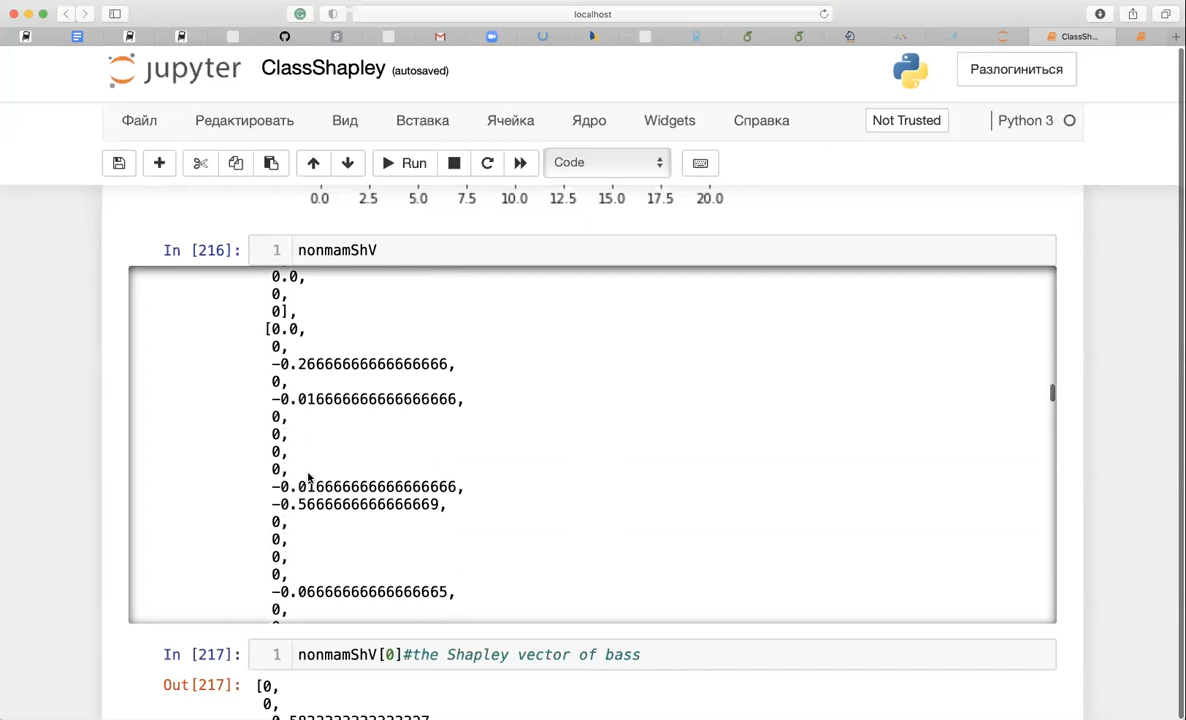 localhost
ClassSh...
jupyter ClassShapley (autosaved)
Разлогиниться
Файл Редактировать Вид Вставка Ячейка Ядро Widgets Справка Not Trusted Python 3
Run Code
0.0 2.5 5.0 7.5 10.0 12.5 15.0 17.5 20.0
In [216]: 1 nonmamShV
0.0,
0,
0],
[0.0,
0,
-0.26666666666666666,
0,
-0.016666666666666666,
0,
0,
0,
0,
-0.016666666666666666,
-0.5666666666666669,
0,
0,
0,
0,
-0.06666666666666665,
0,
In [217]: 1 nonmamShV[0]#the Shapley vector of bass
Out[217]: [0,
0,